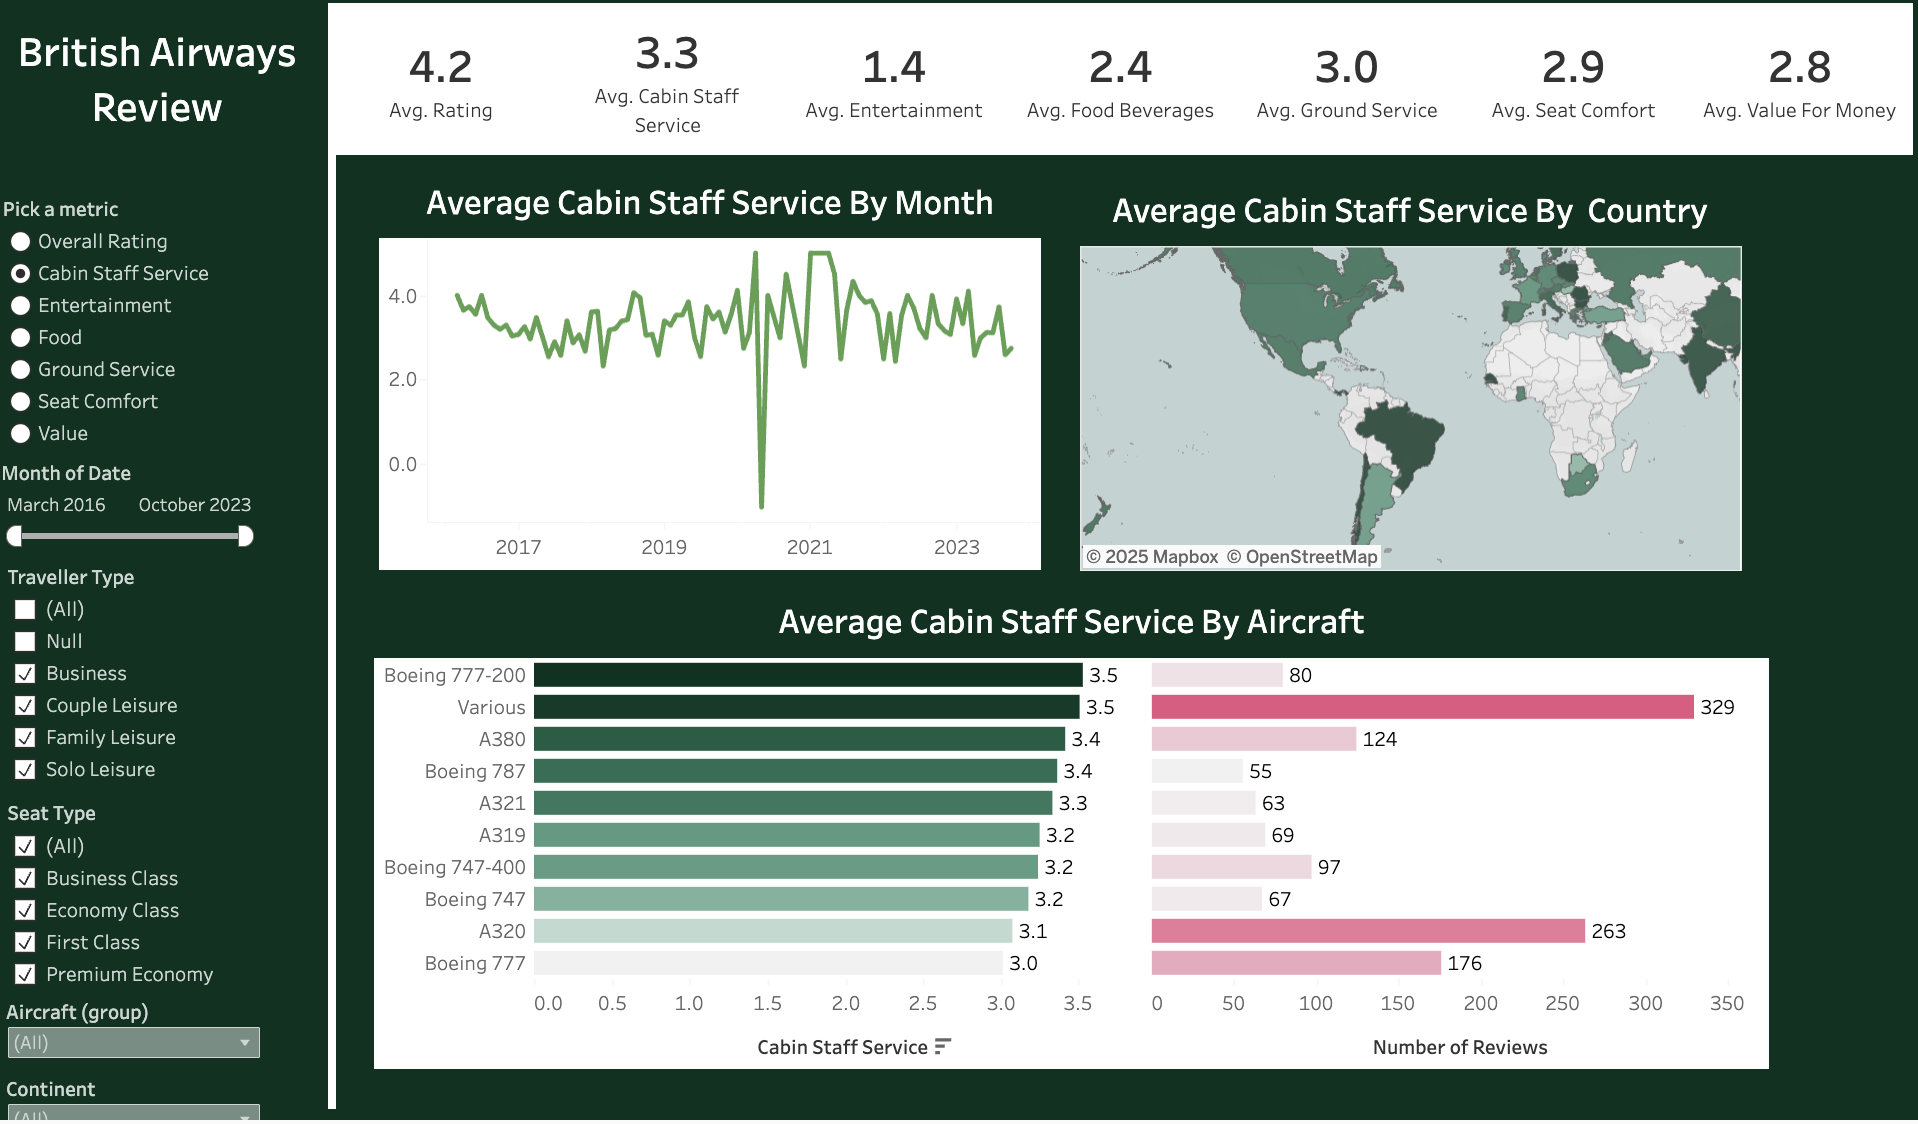 British Airways
Review
4.2
Avg. Rating
3.3
Avg. Cabin Staff
Service
1.4
Avg. Entertainment
2.4
Avg. Food Beverages
3.0
Avg. Ground Service
2.9
Avg. Seat Comfort
2.8
Avg. Value For Money
Pick a metric
Overall Rating
Cabin Staff Service
Entertainment
Food
Ground Service
Seat Comfort
Value
Month of Date
March 2016 October 2023
Traveller Type
(All)
Null
Business
Couple Leisure
Family Leisure
Solo Leisure
Seat Type
(All)
Business Class
Economy Class
First Class
Premium Economy
Aircraft (group)
(All)
Continent
(All)
Average Cabin Staff Service By Month
4.0
2.0
0.0
2017 2019 2021 2023
Average Cabin Staff Service By Country
© 2025 Mapbox © OpenStreetMap
Average Cabin Staff Service By Aircraft
Boeing 777-200 3.5 80
Various 3.5 329
A380 3.4 124
Boeing 787 3.4 55
A321 3.3 63
A319 3.2 69
Boeing 747-400 3.2 97
Boeing 747 3.2 67
A320 3.1 263
Boeing 777 3.0 176
0.0 0.5 1.0 1.5 2.0 2.5 3.0 3.5 0 50 100 150 200 250 300 350
Cabin Staff Service Number of Reviews